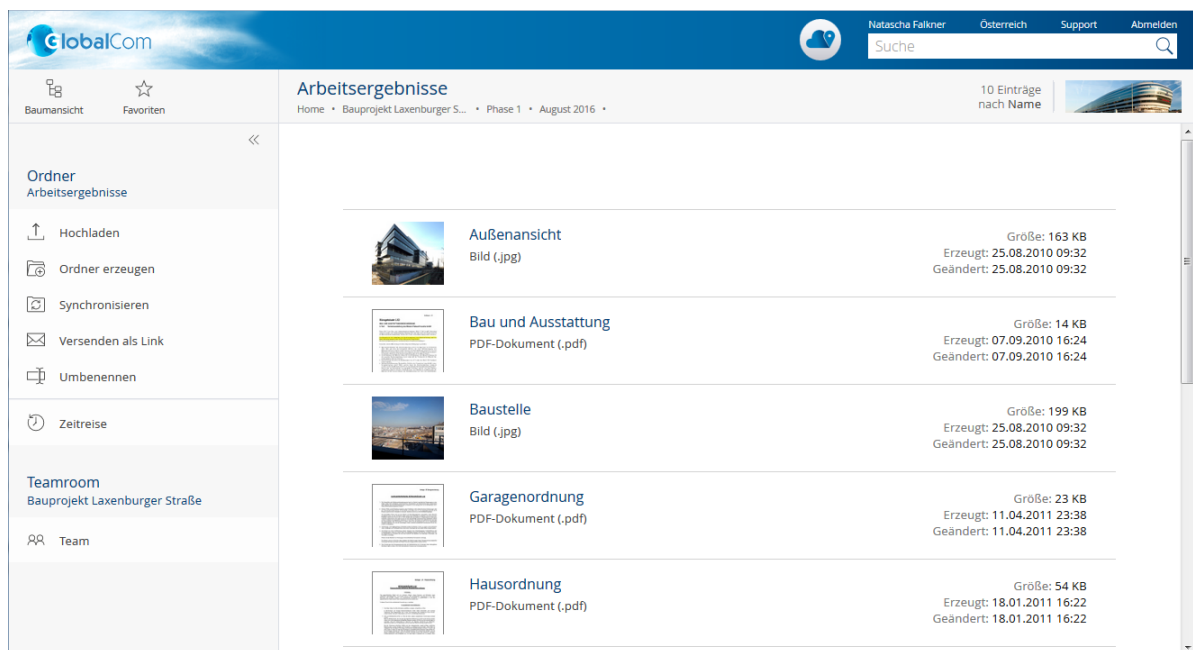 GlobalCom
Natascha Falkner Österreich Support Abmelden
Suche
Baumansicht Favoriten
Arbeitsergebnisse
Home • Bauprojekt Laxenburger S... • Phase 1 • August 2016 •
10 Einträge
nach Name
Ordner
Arbeitsergebnisse
Hochladen
Ordner erzeugen
Synchronisieren
Versenden als Link
Umbenennen
Zeitreise
Teamroom
Bauprojekt Laxenburger Straße
Team
Außenansicht
Bild (.jpg)
Größe: 163 KB
Erzeugt: 25.08.2010 09:32
Geändert: 25.08.2010 09:32
Bau und Ausstattung
PDF-Dokument (.pdf)
Größe: 14 KB
Erzeugt: 07.09.2010 16:24
Geändert: 07.09.2010 16:24
Baustelle
Bild (.jpg)
Größe: 199 KB
Erzeugt: 25.08.2010 09:32
Geändert: 25.08.2010 09:32
Garagenordnung
PDF-Dokument (.pdf)
Größe: 23 KB
Erzeugt: 11.04.2011 23:38
Geändert: 11.04.2011 23:38
Hausordnung
PDF-Dokument (.pdf)
Größe: 54 KB
Erzeugt: 18.01.2011 16:22
Geändert: 18.01.2011 16:22